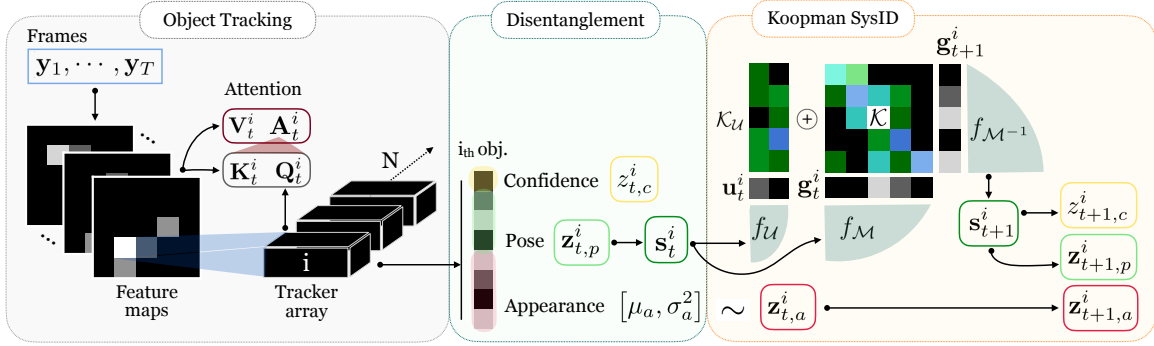 Object Tracking
Disentanglement
Koopman SysID
Frames
y_1, ⋯ , y_T
Attention
V_t^i A_t^i
K_t^i Q_t^i
N
i
Feature
maps
Tracker
array
i_th obj.
Confidence z_{t,c}^i
Pose z_{t,p}^i s_t^i
Appearance [μ_a, σ_a^2] ∼ z_{t,a}^i
g_{t+1}^i
𝒦_𝒰 ⊕ 𝒦
f_{ℳ^{-1}}
u_t^i g_t^i
f_𝒰 f_ℳ
s_{t+1}^i
z_{t+1,c}^i
z_{t+1,p}^i
z_{t+1,a}^i